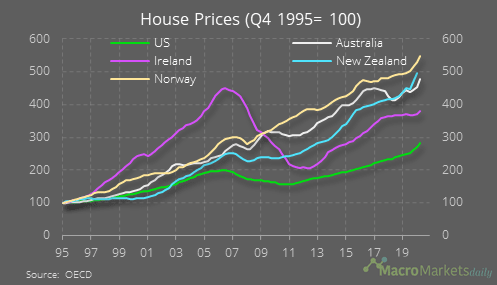 House Prices (Q4 1995= 100)
US
Australia
Ireland
New Zealand
Norway
600 600
500 500
400 400
300 300
200 200
100 100
0 0
95 97 99 01 03 05 07 09 11 13 15 17 19
Source: OECD
MacroMarketsdaily